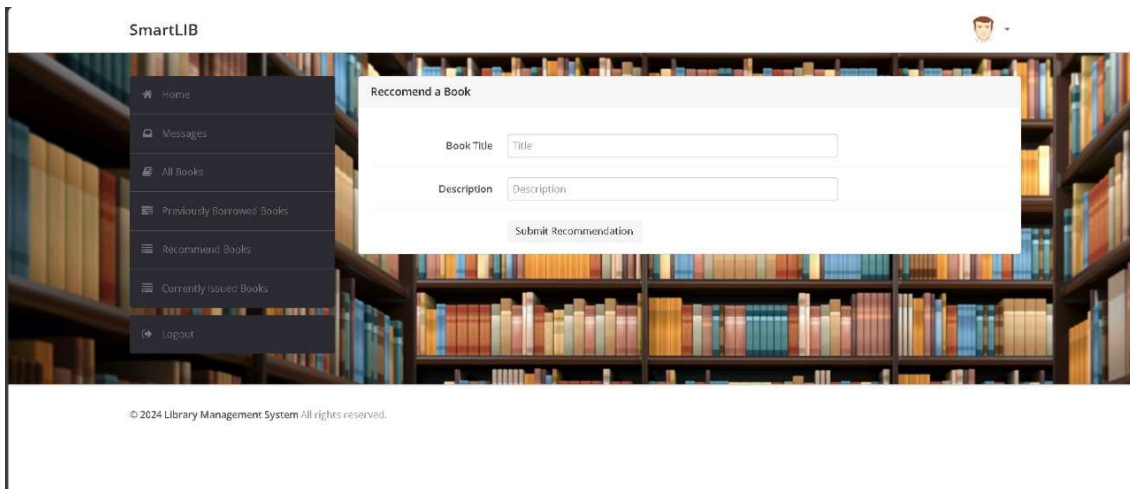 SmartLIB
Home
Messages
All Books
Previously Borrowed Books
Recommend Books
Currently Issued Books
Logout
Reccomend a Book
Book Title
Title
Description
Description
Submit Recommendation
© 2024 Library Management System All rights reserved.